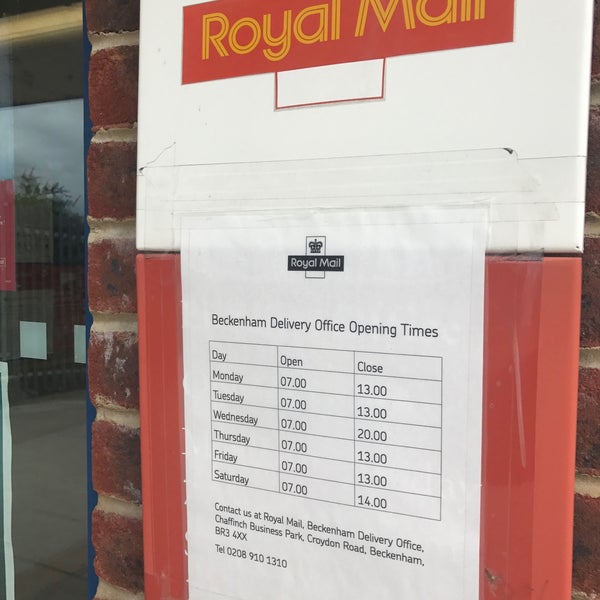 Royal Mail
Royal Mail
Beckenham Delivery Office Opening Times
Day Open Close
Monday 07.00 13.00
Tuesday 07.00 13.00
Wednesday 07.00 20.00
Thursday 07.00 13.00
Friday 07.00 13.00
Saturday 07.00 14.00
Contact us at Royal Mail, Beckenham Delivery Office,
Chaffinch Business Park, Croydon Road, Beckenham,
BR3 4XX
Tel 0208 910 1310